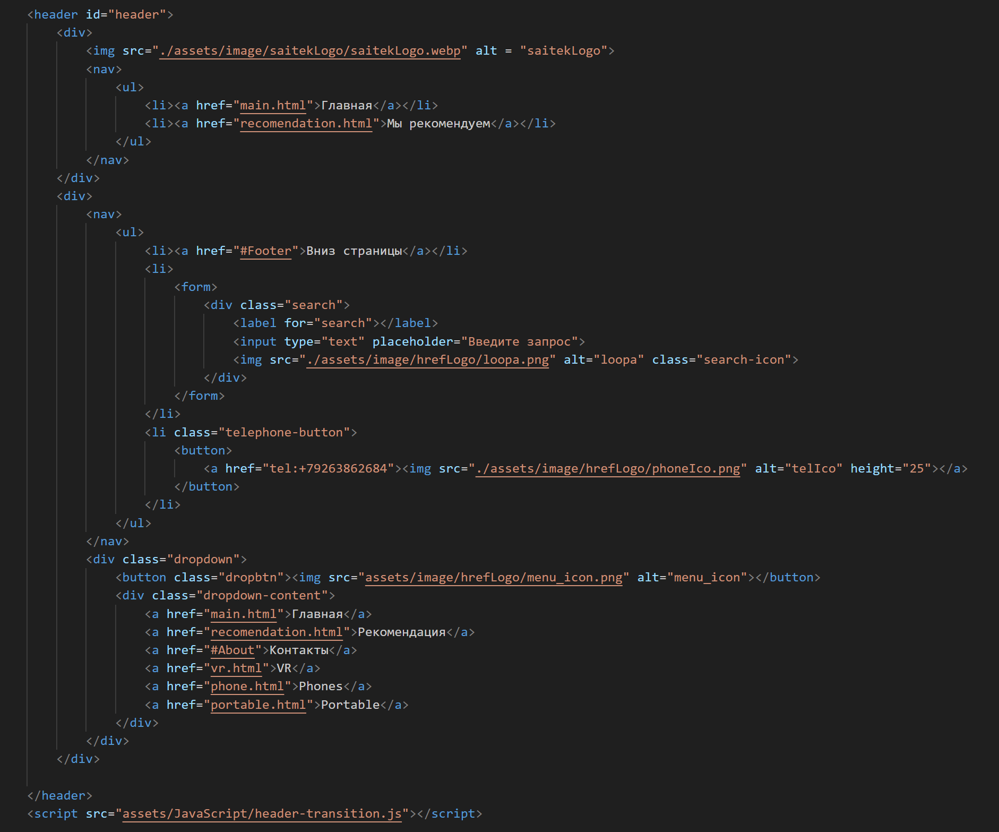 <header id="header">
    <div>
        <img src="./assets/image/saitekLogo/saitekLogo.webp" alt = "saitekLogo">
        <nav>
            <ul>
                <li><a href="main.html">Главная</a></li>
                <li><a href="recomendation.html">Мы рекомендуем</a></li>
            </ul>
        </nav>
    </div>
    <div>
        <nav>
            <ul>
                <li><a href="#Footer">Вниз страницы</a></li>
                <li>
                    <form>
                        <div class="search">
                            <label for="search"></label>
                            <input type="text" placeholder="Введите запрос">
                            <img src="./assets/image/hrefLogo/loopa.png" alt="loopa" class="search-icon">
                        </div>
                    </form>
                </li>
                <li class="telephone-button">
                    <button>
                        <a href="tel:+79263862684"><img src="./assets/image/hrefLogo/phoneIco.png" alt="telIco" height="25"></a>
                    </button>
                </li>
            </ul>
        </nav>
        <div class="dropdown">
            <button class="dropbtn"><img src="assets/image/hrefLogo/menu_icon.png" alt="menu_icon"></button>
            <div class="dropdown-content">
                <a href="main.html">Главная</a>
                <a href="recomendation.html">Рекомендация</a>
                <a href="#About">Контакты</a>
                <a href="vr.html">VR</a>
                <a href="phone.html">Phones</a>
                <a href="portable.html">Portable</a>
            </div>
        </div>
    </div>

</header>
<script src="assets/JavaScript/header-transition.js"></script>